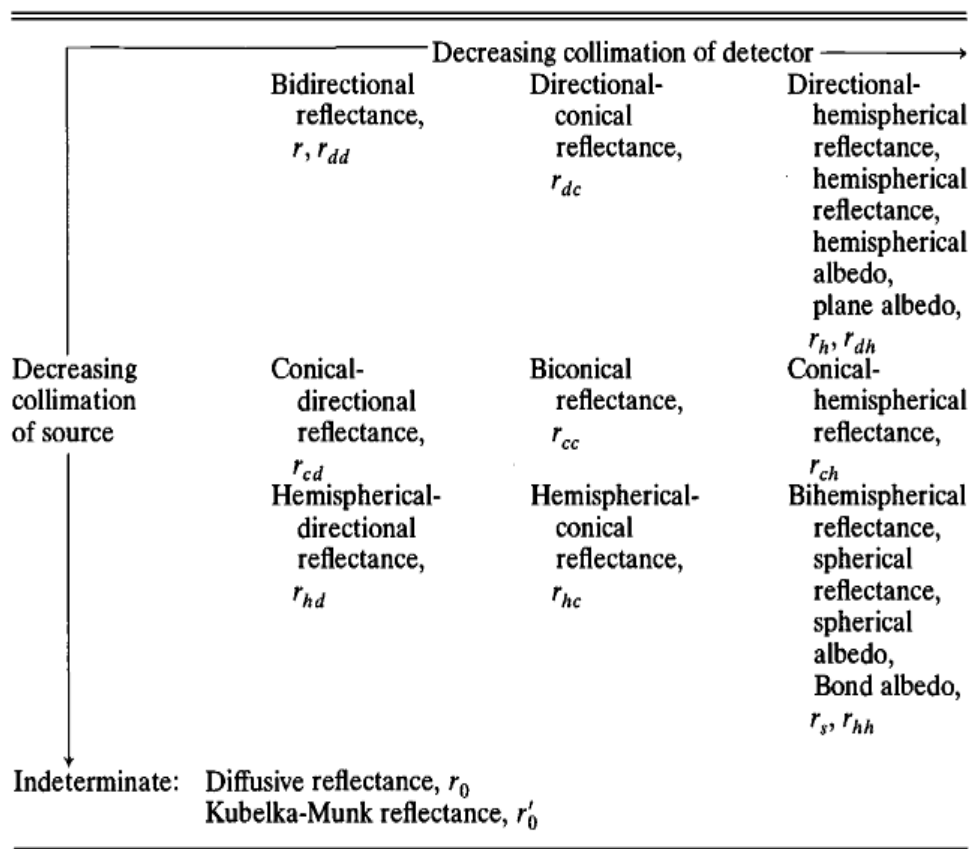 Decreasing collimation of detector
Bidirectional reflectance, r, r_dd
Directional-conical reflectance, r_dc
Directional-hemispherical reflectance, hemispherical reflectance, hemispherical albedo, plane albedo, r_h, r_dh
Decreasing collimation of source
Conical-directional reflectance, r_cd
Biconical reflectance, r_cc
Conical-hemispherical reflectance, r_ch
Hemispherical-directional reflectance, r_hd
Hemispherical-conical reflectance, r_hc
Bihemispherical reflectance, spherical reflectance, spherical albedo, Bond albedo, r_s, r_hh
Indeterminate: Diffusive reflectance, r_0
Kubelka-Munk reflectance, r'_0